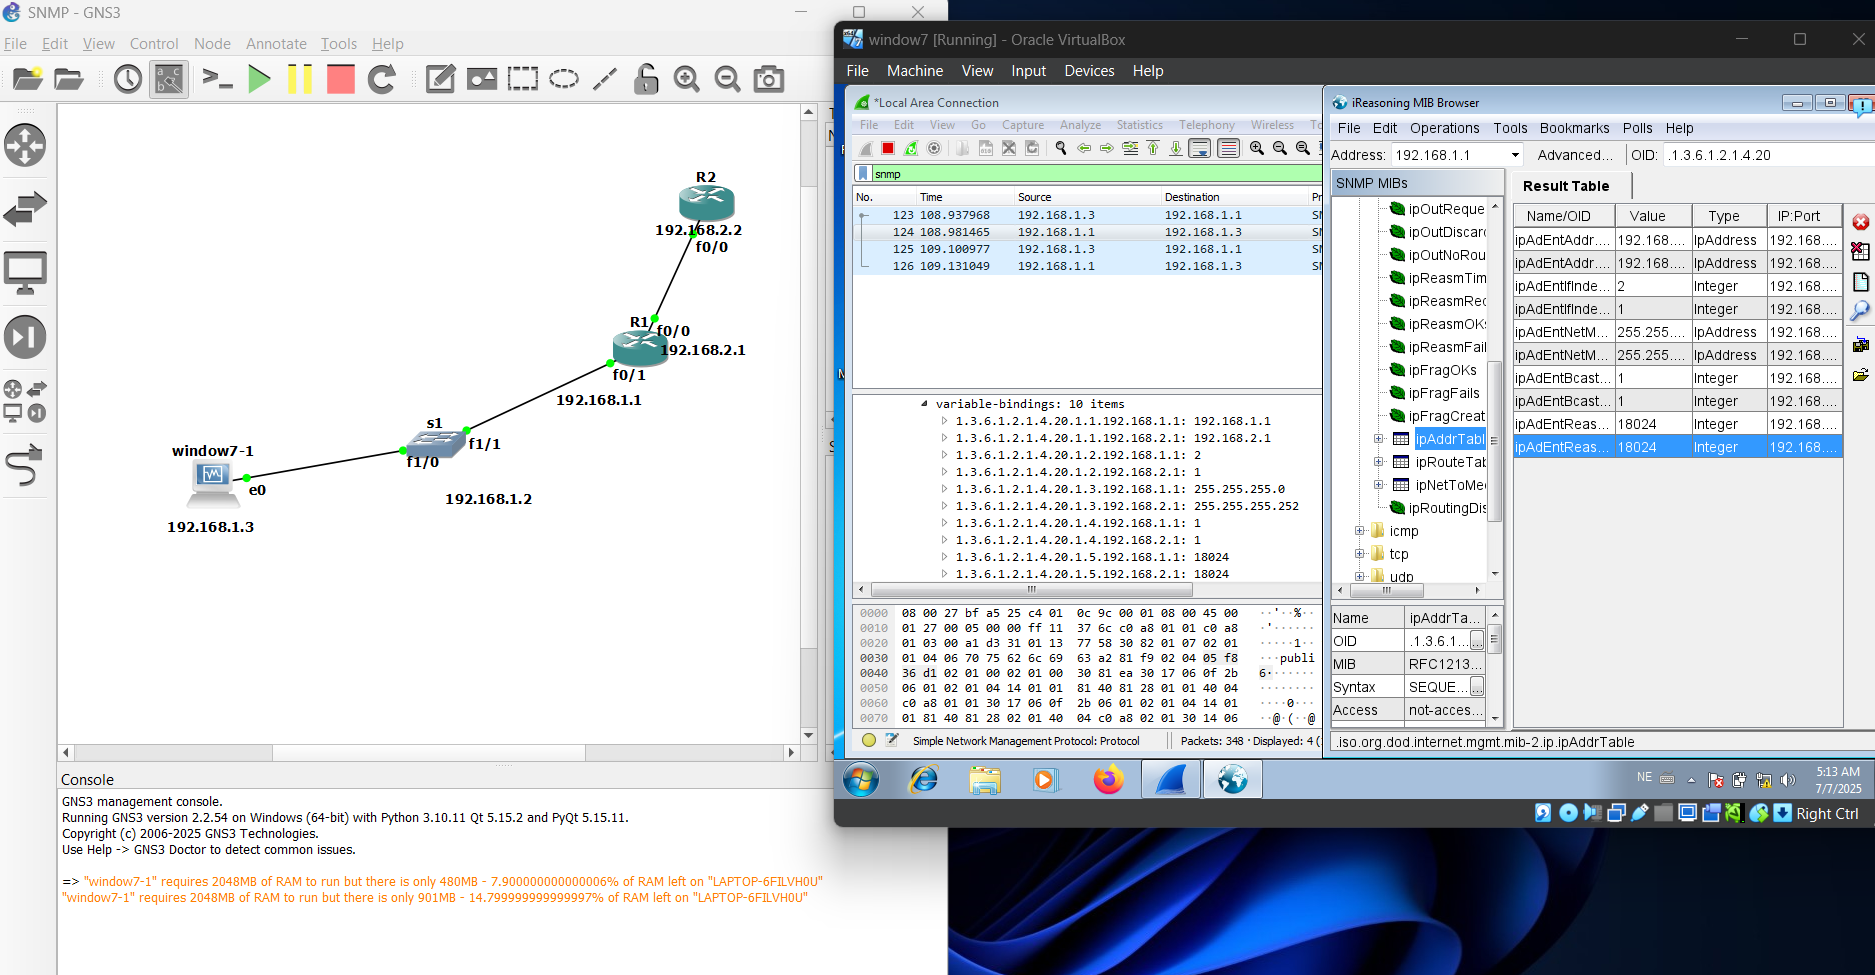 SNMP - GNS3
File Edit View Control Node Annotate Tools Help
R2
192.168.2.2
f0/0
R1
f0/0
192.168.2.1
f0/1
192.168.1.1
s1
f1/1
f1/0
window7-1
e0
192.168.1.2
192.168.1.3
Console
GNS3 management console.
Running GNS3 version 2.2.54 on Windows (64-bit) with Python 3.10.11 Qt 5.15.2 and PyQt 5.15.11.
Copyright (c) 2006-2025 GNS3 Technologies.
Use Help -> GNS3 Doctor to detect common issues.
=> "window7-1" requires 2048MB of RAM to run but there is only 480MB - 7.900000000000006% of RAM left on "LAPTOP-6FILVH0U"
"window7-1" requires 2048MB of RAM to run but there is only 901MB - 14.799999999999997% of RAM left on "LAPTOP-6FILVH0U"
window7 [Running] - Oracle VirtualBox
File Machine View Input Devices Help
*Local Area Connection
File Edit View Go Capture Analyze Statistics Telephony Wireless To
snmp
No. Time Source Destination Pr
123 108.937968 192.168.1.3 192.168.1.1 SN
124 108.981465 192.168.1.1 192.168.1.3 SN
125 109.100977 192.168.1.3 192.168.1.1 SN
126 109.131049 192.168.1.1 192.168.1.3 SN
variable-bindings: 10 items
1.3.6.1.2.1.4.20.1.1.192.168.1.1: 192.168.1.1
1.3.6.1.2.1.4.20.1.1.192.168.2.1: 192.168.2.1
1.3.6.1.2.1.4.20.1.2.192.168.1.1: 2
1.3.6.1.2.1.4.20.1.2.192.168.2.1: 1
1.3.6.1.2.1.4.20.1.3.192.168.1.1: 255.255.255.0
1.3.6.1.2.1.4.20.1.3.192.168.2.1: 255.255.255.252
1.3.6.1.2.1.4.20.1.4.192.168.1.1: 1
1.3.6.1.2.1.4.20.1.4.192.168.2.1: 1
1.3.6.1.2.1.4.20.1.5.192.168.1.1: 18024
1.3.6.1.2.1.4.20.1.5.192.168.2.1: 18024
0000 08 00 27 bf a5 25 c4 01 0c 9c 00 01 08 00 45 00 ··'··%··
0010 01 27 00 05 00 00 ff 11 37 6c c0 a8 01 01 c0 a8 ·'······
0020 01 03 00 a1 d3 31 01 13 77 58 30 82 01 07 02 01 ·····1··
0030 01 04 06 70 75 62 6c 69 63 a2 81 f9 02 04 05 f8 ···publi
0040 36 d1 02 01 00 02 01 00 30 81 ea 30 17 06 0f 2b 6·······
0050 06 01 02 01 04 14 01 01 81 40 81 28 01 01 40 04 ········
0060 c0 a8 01 01 30 17 06 0f 2b 06 01 02 01 04 14 01 ····0···
0070 01 81 40 81 28 02 01 40 04 c0 a8 02 01 30 14 06 ··@·(··@
Simple Network Management Protocol: Protocol
Packets: 348 · Displayed: 4 (
iReasoning MIB Browser
File Edit Operations Tools Bookmarks Polls Help
Address: 192.168.1.1 Advanced... OID: .1.3.6.1.2.1.4.20
SNMP MIBs
ipOutReque
ipOutDiscar
ipOutNoRou
ipReasmTim
ipReasmRec
ipReasmOKs
ipReasmFail
ipFragOKs
ipFragFails
ipFragCreat
ipAddrTabl
ipRouteTab
ipNetToMe
ipRoutingDis
icmp
tcp
udp
Name ipAdrTa...
OID .1.3.6.1...
MIB RFC1213...
Syntax SEQUE...
Access not-acces...
Result Table
Name/OID Value Type IP:Port
ipAdEntAddr.... 192.168.... IpAddress 192.168....
ipAdEntAddr.... 192.168.... IpAddress 192.168....
ipAdEntIfInde... 2 Integer 192.168....
ipAdEntIfInde... 1 Integer 192.168....
ipAdEntNetM... 255.255.... IpAddress 192.168....
ipAdEntNetM... 255.255.... IpAddress 192.168....
ipAdEntBcast... 1 Integer 192.168....
ipAdEntBcast... 1 Integer 192.168....
ipAdEntReas... 18024 Integer 192.168....
ipAdEntReas... 18024 Integer 192.168....
.iso.org.dod.internet.mgmt.mib-2.ip.ipAddrTable
NE
5:13 AM
7/7/2025
Right Ctrl